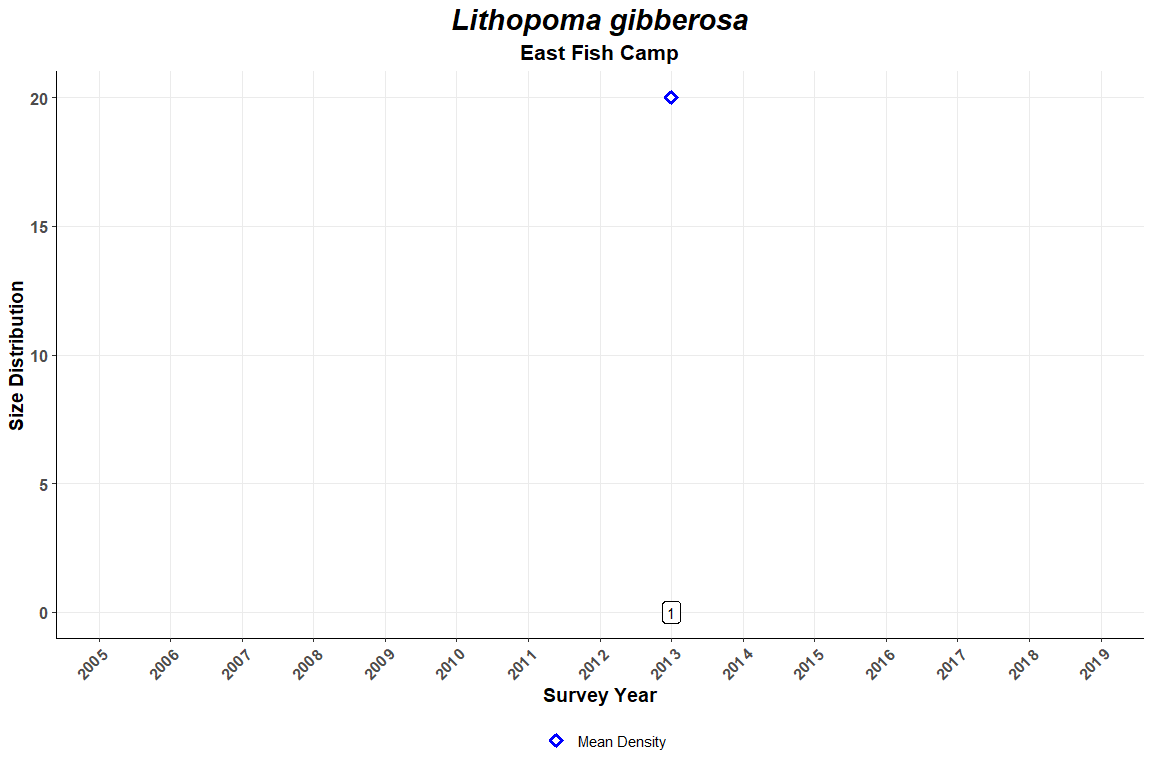 Lithopoma gibberosa
East Fish Camp
Size Distribution
20
15
10
5
0
1
2005 2006 2007 2008 2009 2010 2011 2012 2013 2014 2015 2016 2017 2018 2019
Survey Year
Mean Density